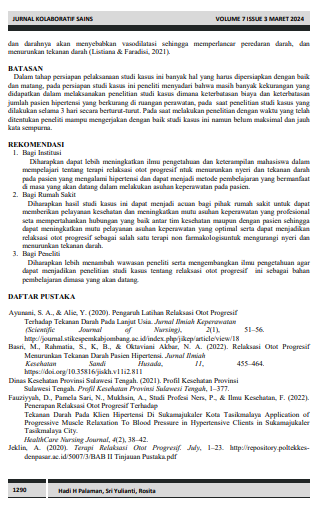 JURNAL KOLABORATIF SAINS VOLUME 7 ISSUE 3 MARET 2024
dan darahnya akan menyebabkan vasodilatasi sehingga memperlancar peredaran darah, dan
menurunkan tekanan darah (Listiana & Faradisi, 2021).
BATASAN
Dalam tahap persiapan pelaksanaan studi kasus ini banyak hal yang harus dipersiapkan dengan baik
dan matang, pada persiapan studi kasus ini peneliti menyadari bahwa masih banyak kekurangan yang
didapatkan dalam melaksanakan penelitian studi kasus dimana keterbatasan biaya dan keterbatasan
jumlah pasien hipertensi yang berkurang di ruangan perawatan, pada saat penelitian studi kasus yang
dilakukan selama 3 hari secara berturut-turut. Pada saat melakukan penelitian dengan waktu yang telah
ditentukan peneliti mampu mengerjakan dengan baik studi kasus ini namun belum maksimal dan jauh
kata sempurna.
REKOMENDASI
1. Bagi Institusi
Diharapkan dapat lebih meningkatkan ilmu pengetahuan dan keterampilan mahasiswa dalam
mempelajari tentang terapi relaksasi otot progresif ntuk menurunkan nyeri dan tekanan darah
pada pasien yang mengalami hipertensi dan dapat menjadi metode pembelajaran yang bermanfaat
di masa yang akan datang dalam melakukan asuhan keperawatan pada pasien.
2. Bagi Rumah Sakit
Diharapkan hasil studi kasus ini dapat menjadi acuan bagi pihak rumah sakit untuk dapat
memberikan pelayanan kesehatan dan meningkatkan mutu asuhan keperawatan yang profesional
seta mempertahankan hubungan yang baik antar tim kesehatan maupun dengan pasien sehingga
dapat meningkatkan mutu pelayanan asuhan keperawatan yang optimal serta dapat menjadikan
relaksasi otot progresif sebagai salah satu terapi non farmakologisuntuk mengurangi nyeri dan
menurunkan tekanan darah.
3. Bagi Peneliti
Diharapkan lebih menambah wawasan peneliti serta mengembangkan ilmu pengetahuan agar
dapat menjadikan penelitian studi kasus tentang relaksasi otot progresif ini sebagai bahan
pembelajaran dimasa yang akan datang.
DAFTAR PUSTAKA
Ayunani, S. A., & Alie, Y. (2020). Pengaruh Latihan Relaksasi Otot Progresif
Terhadap Tekanan Darah Pada Lanjut Usia. Jurnal Ilmiah Keperawatan
(Scientific Journal of Nursing), 2(1), 51–56.
http://journal.stikespemkabjombang.ac.id/index.php/jikep/article/view/18
Basri, M., Rahmatia, S., K, B., & Oktaviani Akbar, N. A. (2022). Relaksasi Otot Progresif
Menurunkan Tekanan Darah Pasien Hipertensi. Jurnal Ilmiah
Kesehatan Sandi Husada, 11, 455–464.
https://doi.org/10.35816/jiskh.v11i2.811
Dinas Kesehatan Provinsi Sulawesi Tengah. (2021). Profil Kesehatan Provinsi
Sulawesi Tengah. Profil Kesehatan Provinsi Sulawesi Tengah, 1–377.
Fauziyyah, D., Pamela Sari, N., Mukhsin, A., Studi Profesi Ners, P., & Ilmu Kesehatan, F. (2022).
Penerapan Relaksasi Otot Progresif Terhadap
Tekanan Darah Pada Klien Hipertensi Di Sukamajukaler Kota Tasikmalaya Application of
Progressive Muscle Relaxation To Blood Pressure in Hypertensive Clients in Sukamajukaler
Tasikmalaya City.
HealthCare Nursing Journal, 4(2), 38–42.
Jeklin, A. (2020). Terapi Relaksasi Otot Progresif. July, 1–23. http://repository.poltekkes-
denpasar.ac.id/5007/3/BAB II Tinjauan Pustaka.pdf
1290 Hadi H Palaman, Sri Yulianti, Rosita